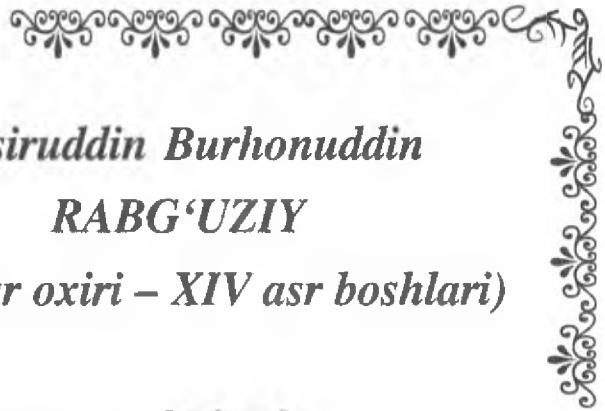 siruddin Burhonuddin
RABG‘UZIY
r oxiri – XIV asr boshlari)